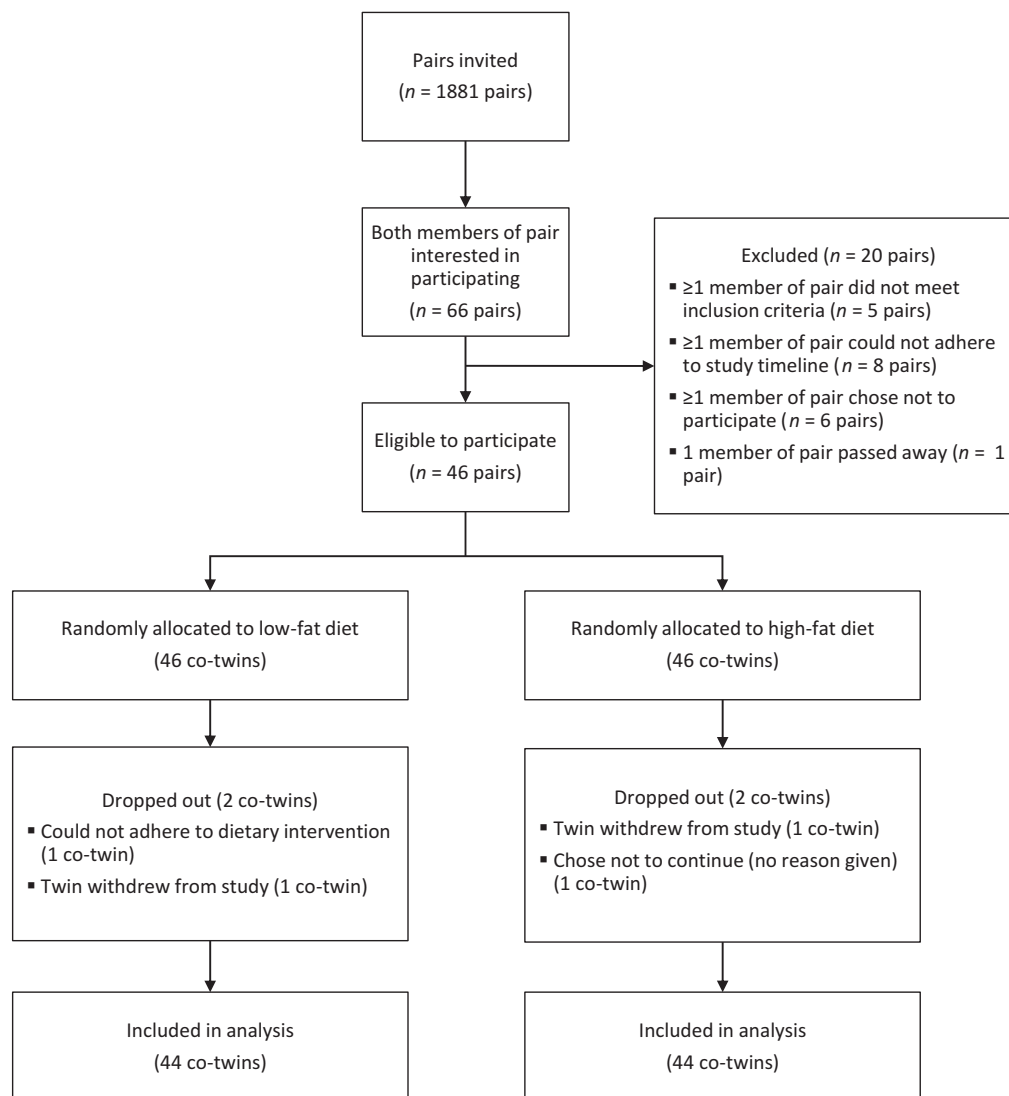 Pairs invited
(n = 1881 pairs)
Both members of pair
interested in
participating
(n = 66 pairs)
Excluded (n = 20 pairs)
▪ ≥1 member of pair did not meet
inclusion criteria (n = 5 pairs)
▪ ≥1 member of pair could not adhere
to study timeline (n = 8 pairs)
▪ ≥1 member of pair chose not to
participate (n = 6 pairs)
▪ 1 member of pair passed away (n = 1
pair)
Eligible to participate
(n = 46 pairs)
Randomly allocated to low-fat diet
(46 co-twins)
Randomly allocated to high-fat diet
(46 co-twins)
Dropped out (2 co-twins)
▪ Could not adhere to dietary intervention
(1 co-twin)
▪ Twin withdrew from study (1 co-twin)
Dropped out (2 co-twins)
▪ Twin withdrew from study (1 co-twin)
▪ Chose not to continue (no reason given)
(1 co-twin)
Included in analysis
(44 co-twins)
Included in analysis
(44 co-twins)